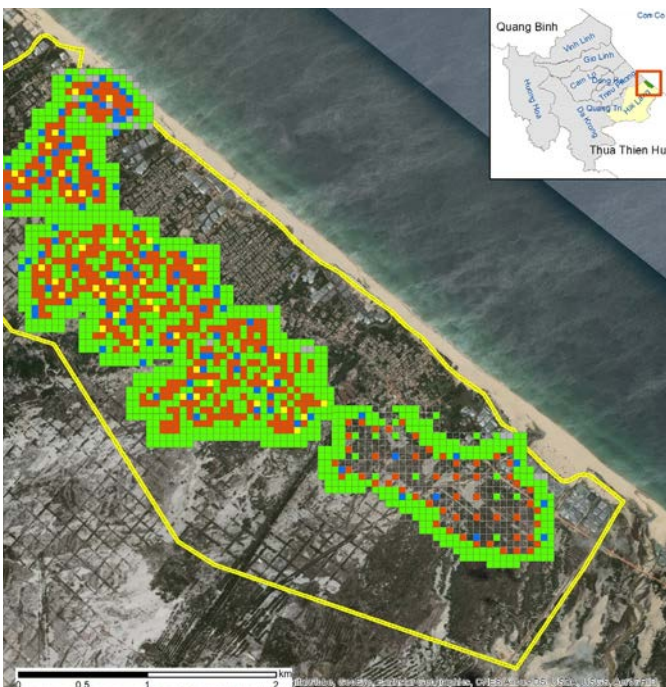 Con Co
Quang Binh
Vinh Linh
Gio Linh
Cam Lo
Dong Ha
Trieu Phong
Huong Hoa
Quang Tri
Hai Lang
Da Krong
Thua Thien Hu
km
0 0.5 1 2